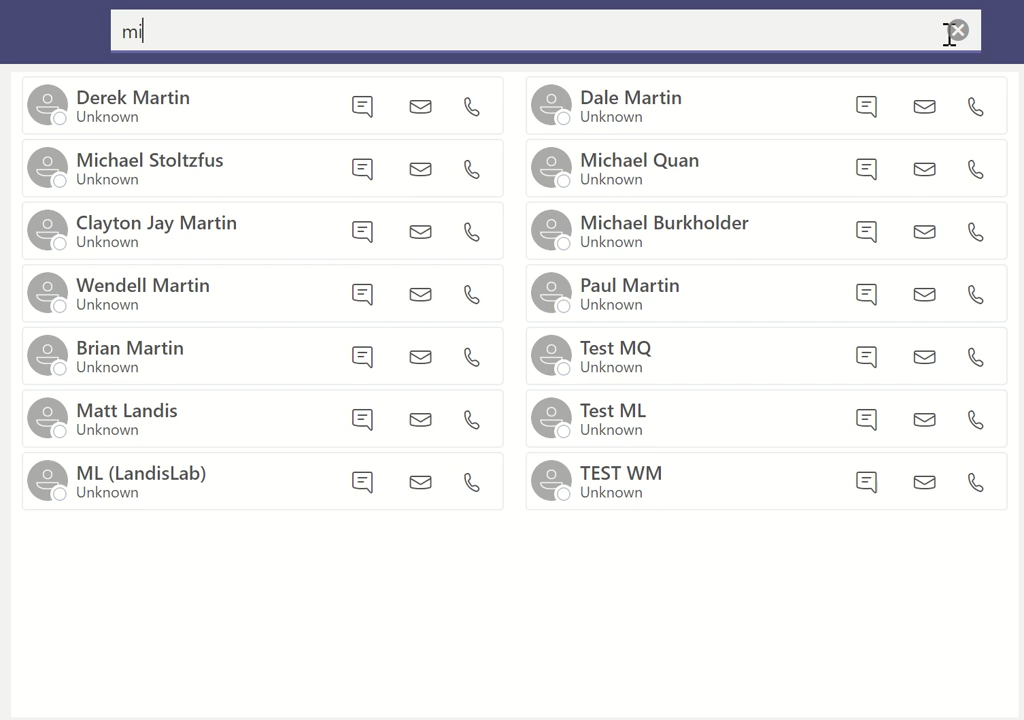 mi
Derek Martin
Unknown
Dale Martin
Unknown
Michael Stoltzfus
Unknown
Michael Quan
Unknown
Clayton Jay Martin
Unknown
Michael Burkholder
Unknown
Wendell Martin
Unknown
Paul Martin
Unknown
Brian Martin
Unknown
Test MQ
Unknown
Matt Landis
Unknown
Test ML
Unknown
ML (LandisLab)
Unknown
TEST WM
Unknown